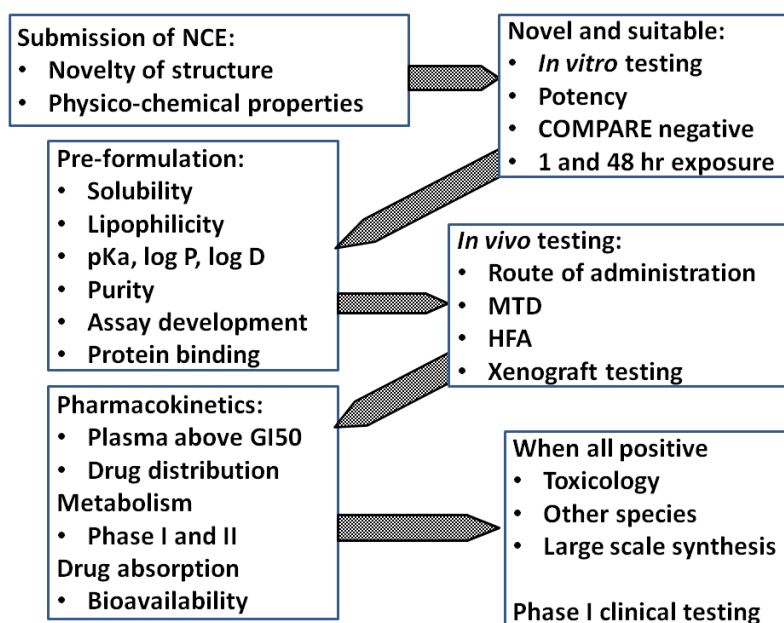 Submission of NCE:
• Novelty of structure
• Physico-chemical properties
Novel and suitable:
• In vitro testing
• Potency
• COMPARE negative
• 1 and 48 hr exposure
Pre-formulation:
• Solubility
• Lipophilicity
• pKa, log P, log D
• Purity
• Assay development
• Protein binding
In vivo testing:
• Route of administration
• MTD
• HFA
• Xenograft testing
Pharmacokinetics:
• Plasma above GI50
• Drug distribution
Metabolism
• Phase I and II
Drug absorption
• Bioavailability
When all positive
• Toxicology
• Other species
• Large scale synthesis
Phase I clinical testing